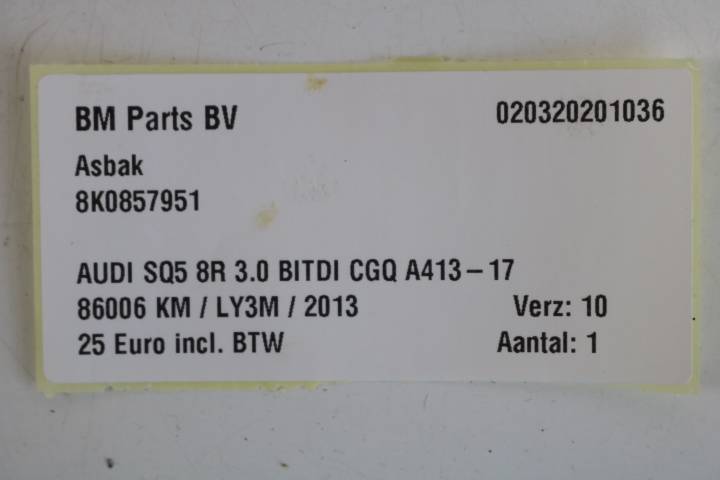 BM Parts BV 020320201036
Asbak
8K0857951
AUDI SQ5 8R 3.0 BITDI CGQ A413-17
86006 KM / LY3M / 2013 Verz: 10
25 Euro incl. BTW Aantal: 1